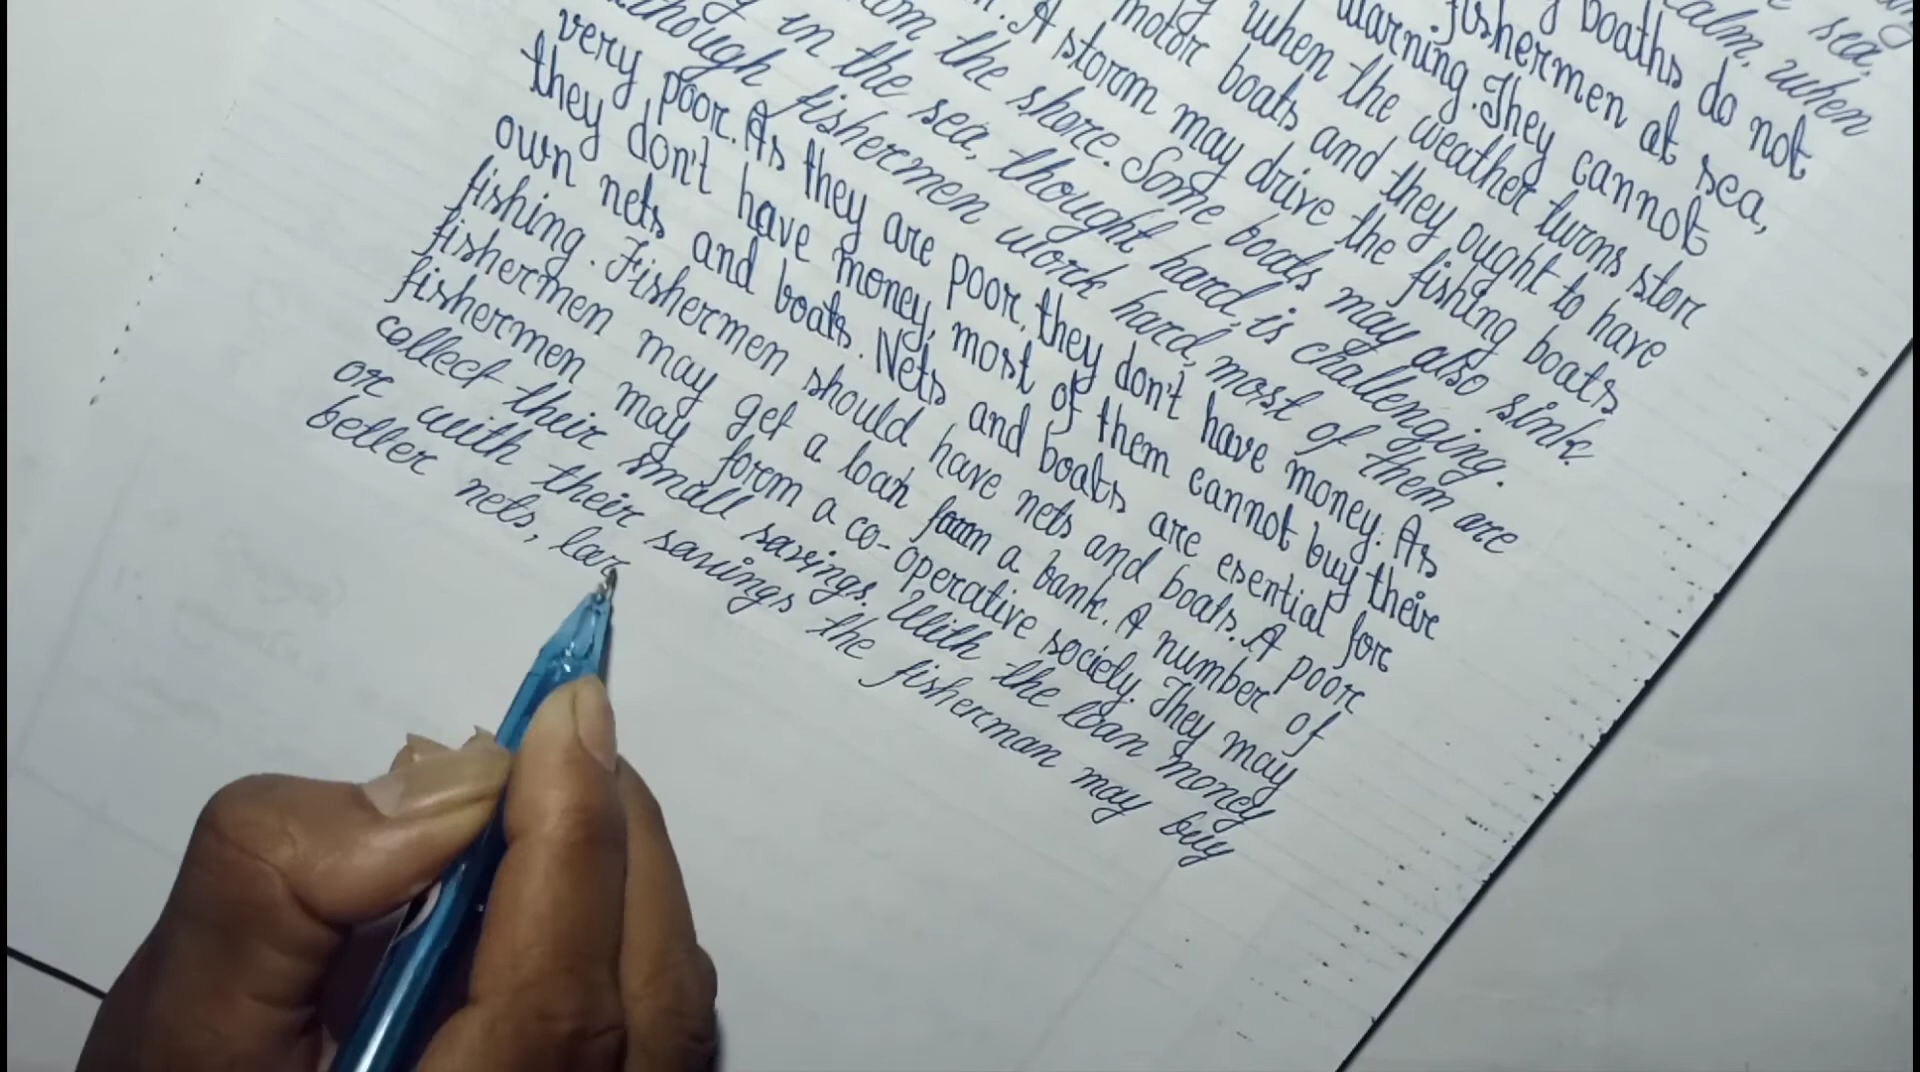 sea,
calm, when
boaths do not
fishermen at sea,
warning. They cannot
when the weather turns stor
motor boats and they ought to have
A storm may drive the fishing boats
the shore. Some boats may also sink.
in the sea, thought hard, is challenging.
though fishermen work hard, most of them are
very poor. As they are poor, they don't have money. As
they don't have money, most of them cannot buy their
own nets and boats. Nets and boats are esential for
fishing. Fishermen should have nets and boats. A poor
fishermen may get a loan from a bank. A number of
fishermen may form a co-operative society. They may
collect their small savings. With the loan money
or with their savings the fisherman may buy
better nets, lar